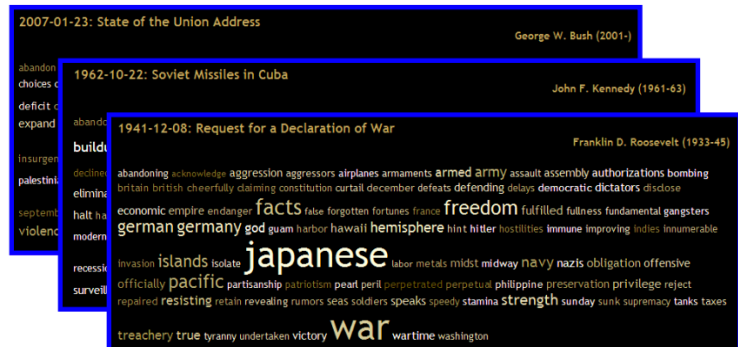 2007-01-23: State of the Union Address
George W. Bush (2001-)
abandon
choices
deficit
expand
insurgen
palestini
septemb
violenc
1962-10-22: Soviet Missiles in Cuba
John F. Kennedy (1961-63)
abando
buildu
declined
elimina
halt ha
modern
recessio
surveil
1941-12-08: Request for a Declaration of War
Franklin D. Roosevelt (1933-45)
abandoning acknowledge aggression aggressors airplanes armaments armed army assault assembly authorizations bombing
britain british cheerfully claiming constitution curtail december defeats defending delays democratic dictators disclose
economic empire endanger facts false forgotten fortunes france freedom fulfilled fullness fundamental gangsters
german germany god guam harbor hawaii hemisphere hint hitler hostilities immune improving indies innumerable
invasion islands isolate japanese labor metals midst midway navy nazis obligation offensive
officially pacific partisanship patriotism pearl peril perpetrated perpetual philippine preservation privilege reject
repaired resisting retain revealing rumors seas soldiers speaks speedy stamina strength sunday sunk supremacy tanks taxes
treachery true tyranny undertaken victory war wartime washington